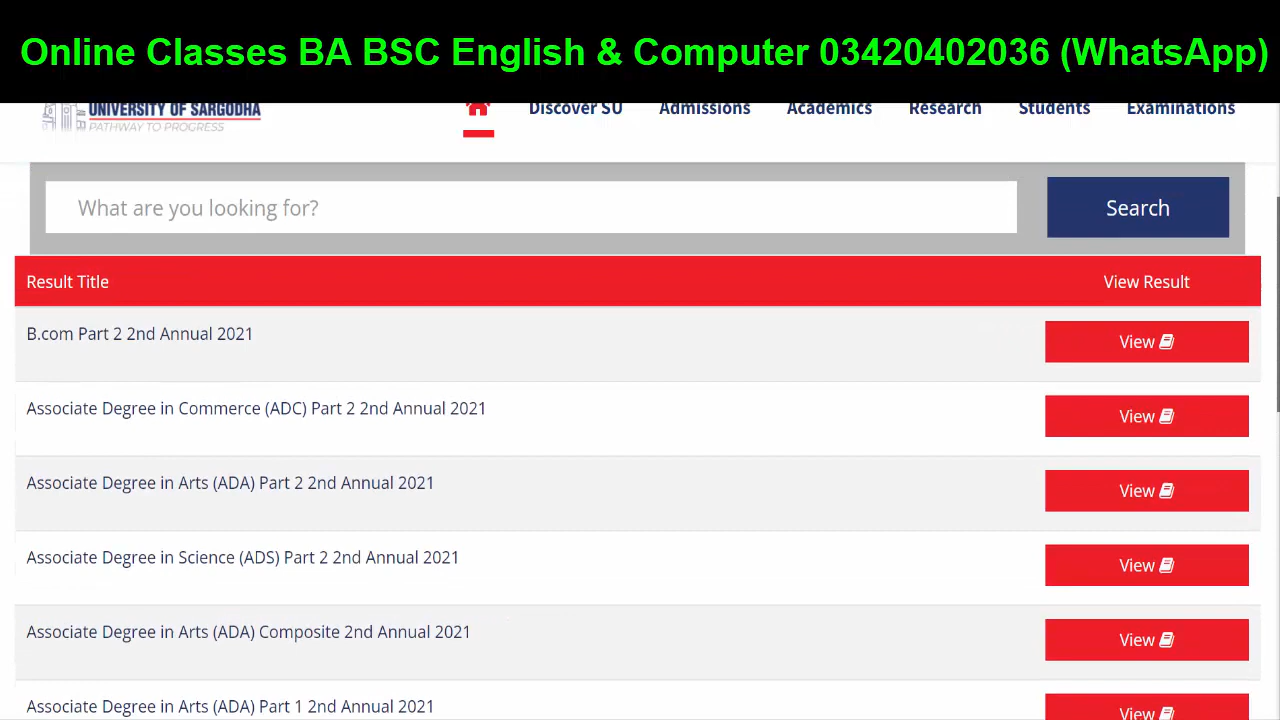 Online Classes BA BSC English & Computer 03420402036 (WhatsApp)
UNIVERSITY OF SARGODHA
PATHWAY TO PROGRESS
Discover SU Admissions Academics Research Students Examinations
What are you looking for? Search
Result Title View Result
B.com Part 2 2nd Annual 2021 View
Associate Degree in Commerce (ADC) Part 2 2nd Annual 2021 View
Associate Degree in Arts (ADA) Part 2 2nd Annual 2021 View
Associate Degree in Science (ADS) Part 2 2nd Annual 2021 View
Associate Degree in Arts (ADA) Composite 2nd Annual 2021 View
Associate Degree in Arts (ADA) Part 1 2nd Annual 2021 View